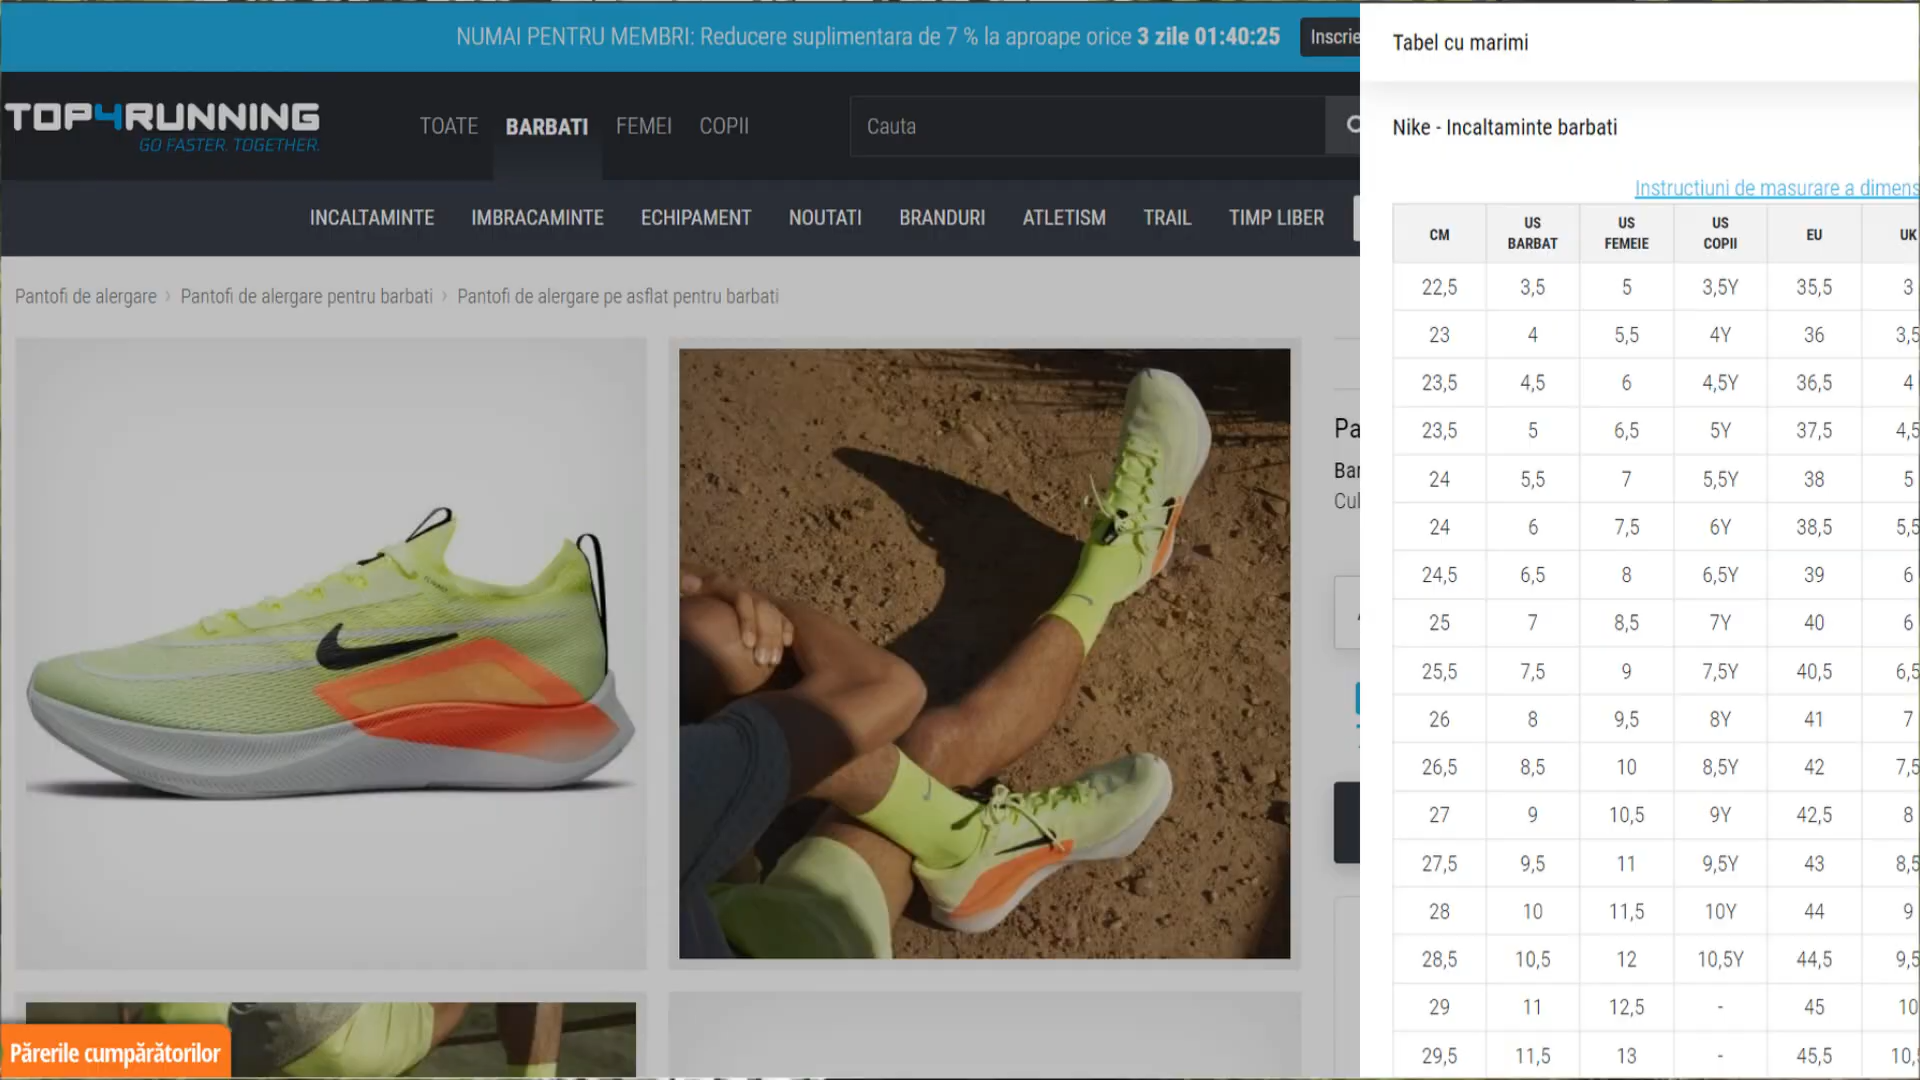 NUMAI PENTRU MEMBRI: Reducere suplimentara de 7 % la aproape orice 3 zile 01:40:25
Inscrie
TOP4RUNNING
GO FASTER. TOGETHER.
TOATE BARBATI FEMEI COPII
Cauta
INCALTAMINTE IMBRACAMINTE ECHIPAMENT NOUTATI BRANDURI ATLETISM TRAIL TIMP LIBER
Pantofi de alergare › Pantofi de alergare pentru barbati › Pantofi de alergare pe asflat pentru barbati
Pa
Bar
Cul
Părerile cumpărătorilor
Tabel cu marimi
Nike - Incaltaminte barbati
Instructiuni de masurare a dimens
CM US BARBAT US FEMEIE US COPII EU UK
22,5 3,5 5 3,5Y 35,5 3
23 4 5,5 4Y 36 3,5
23,5 4,5 6 4,5Y 36,5 4
23,5 5 6,5 5Y 37,5 4,5
24 5,5 7 5,5Y 38 5
24 6 7,5 6Y 38,5 5,5
24,5 6,5 8 6,5Y 39 6
25 7 8,5 7Y 40 6
25,5 7,5 9 7,5Y 40,5 6,5
26 8 9,5 8Y 41 7
26,5 8,5 10 8,5Y 42 7,5
27 9 10,5 9Y 42,5 8
27,5 9,5 11 9,5Y 43 8,5
28 10 11,5 10Y 44 9
28,5 10,5 12 10,5Y 44,5 9,5
29 11 12,5 - 45 10
29,5 11,5 13 - 45,5 10,5